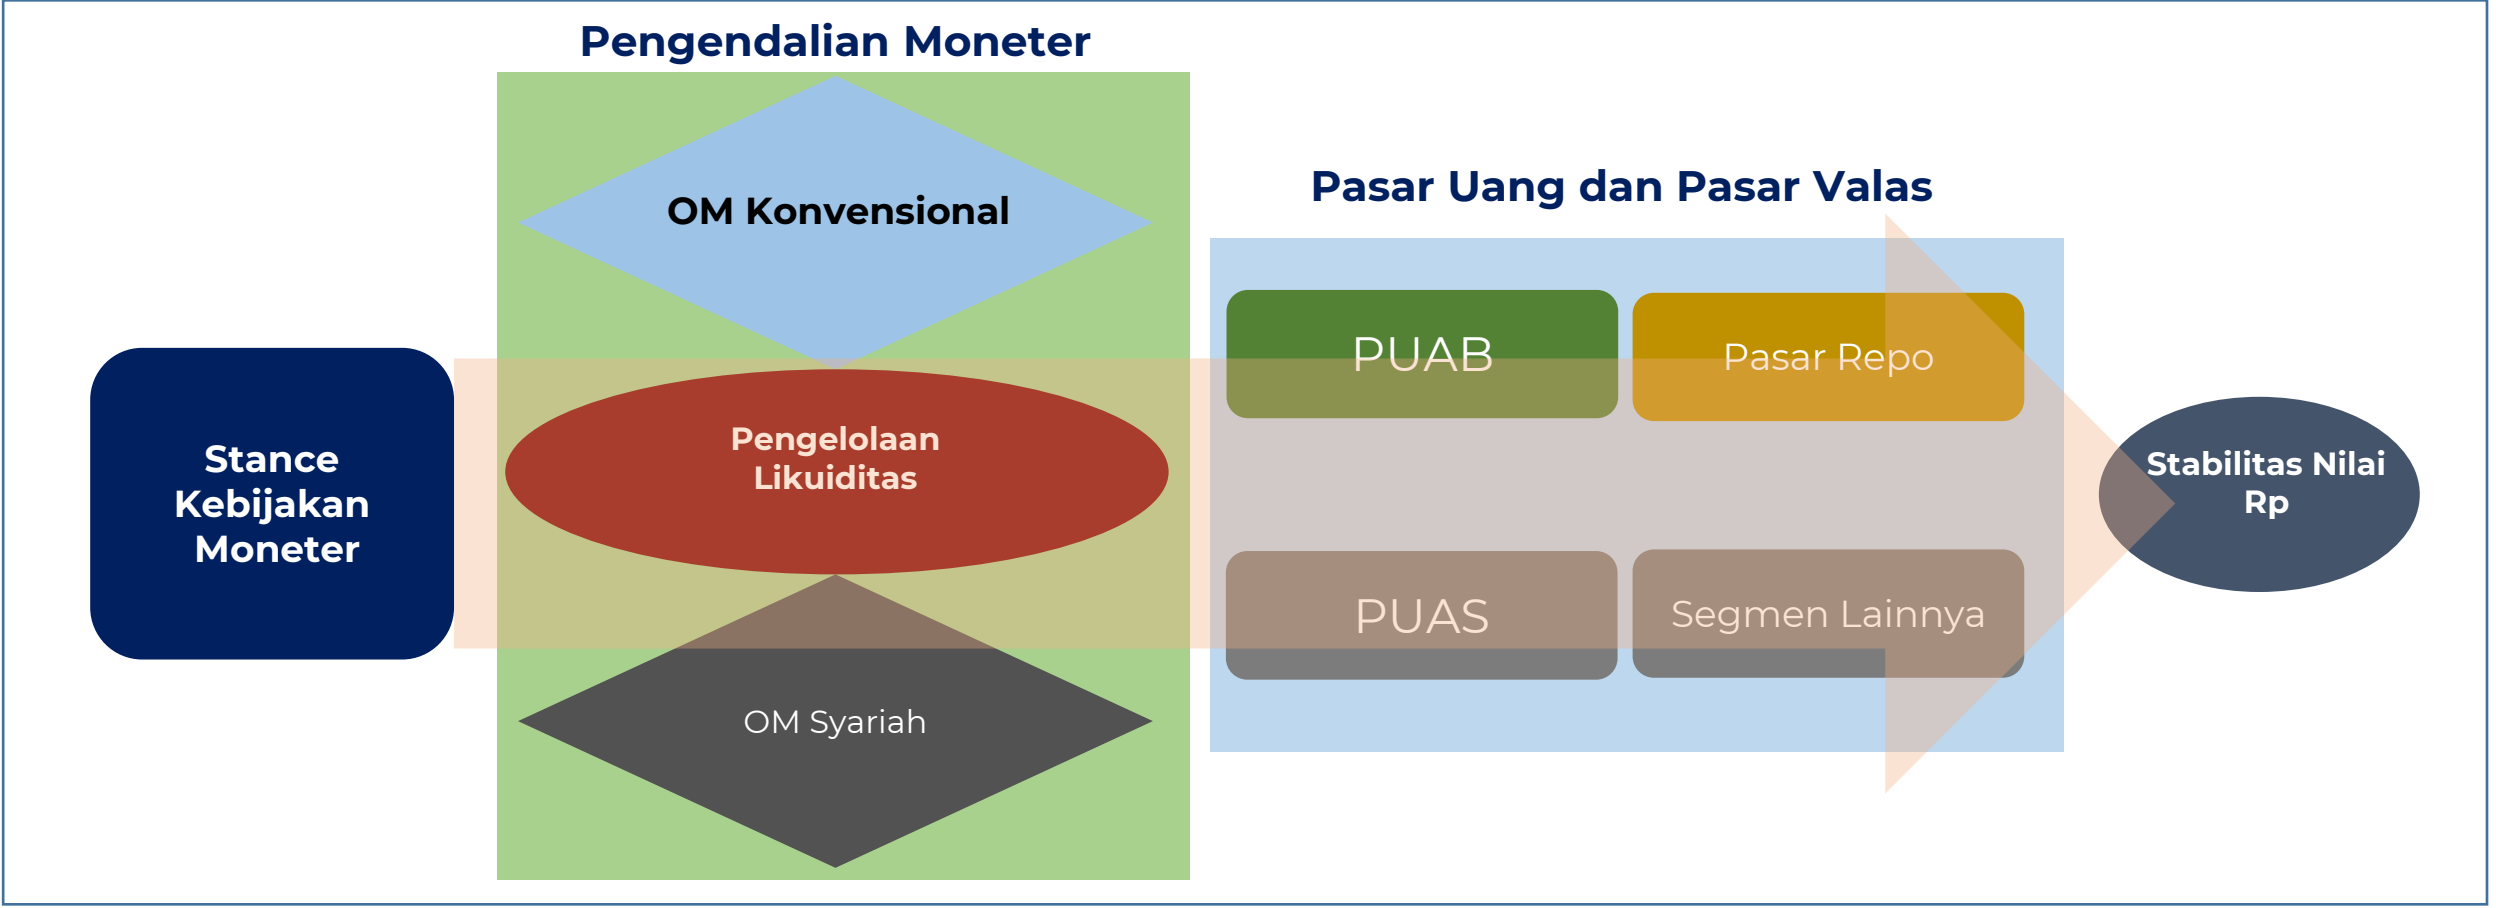 Pengendalian Moneter
OM Konvensional
Pengelolaan
Likuiditas
OM Syariah
Stance
Kebijakan
Moneter
Pasar Uang dan Pasar Valas
PUAB
Pasar Repo
PUAS
Segmen Lainnya
Stabilitas Nilai
Rp